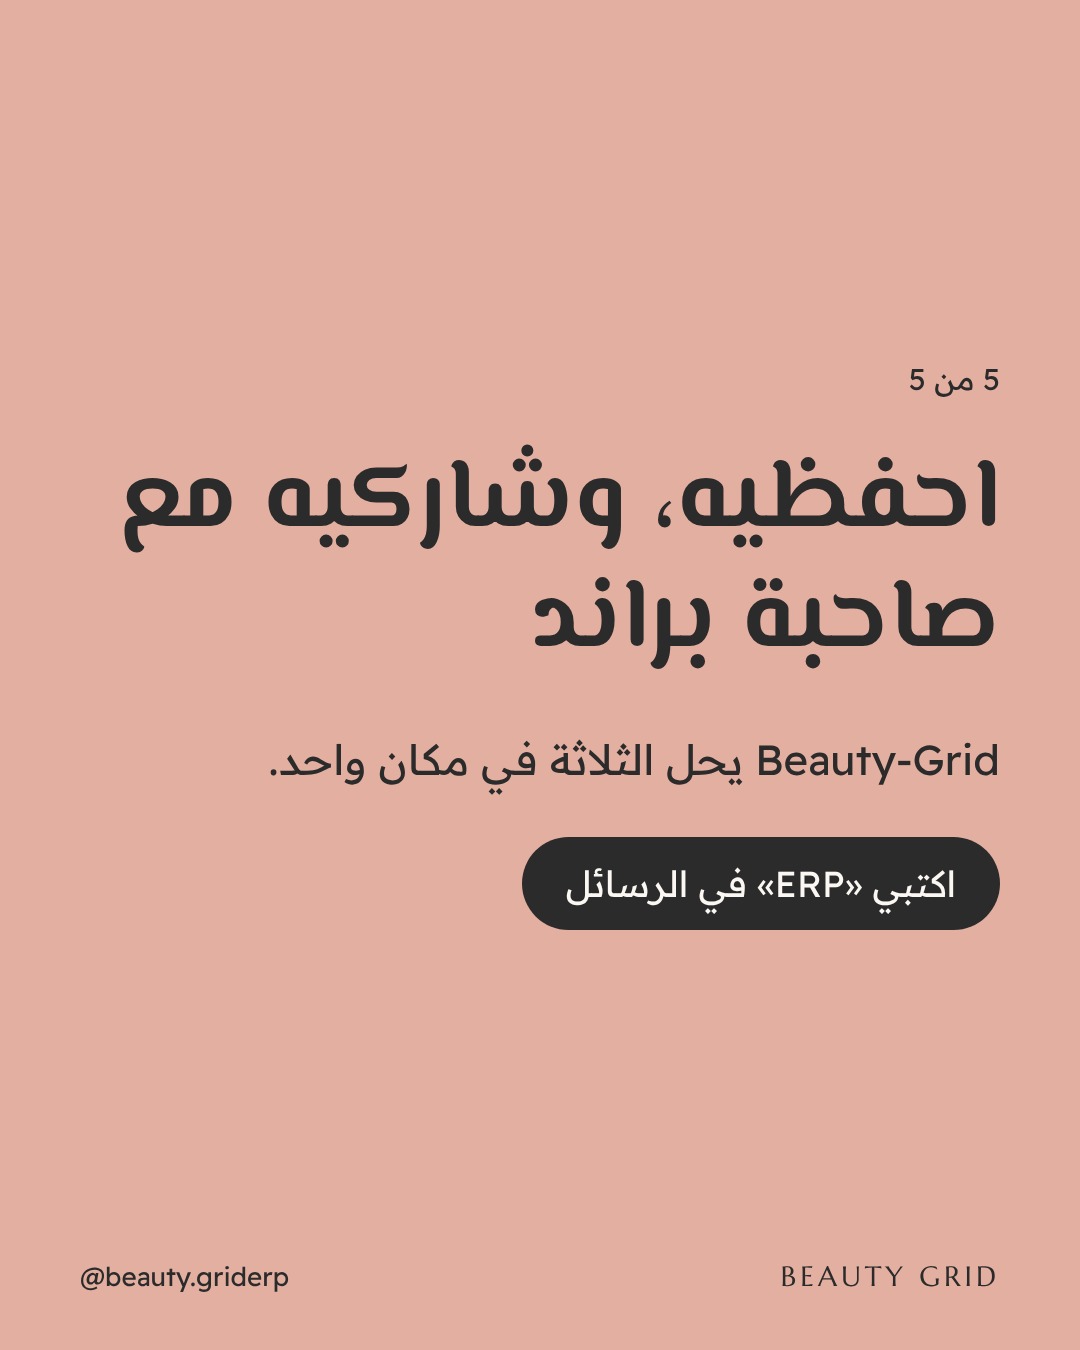 5 من 5
احفظيه، وشاركيه مع
صاحبة براند
Beauty-Grid يحل الثلاثة في مكان واحد.
اكتبي «ERP» في الرسائل
@beauty.griderp
BEAUTY GRID